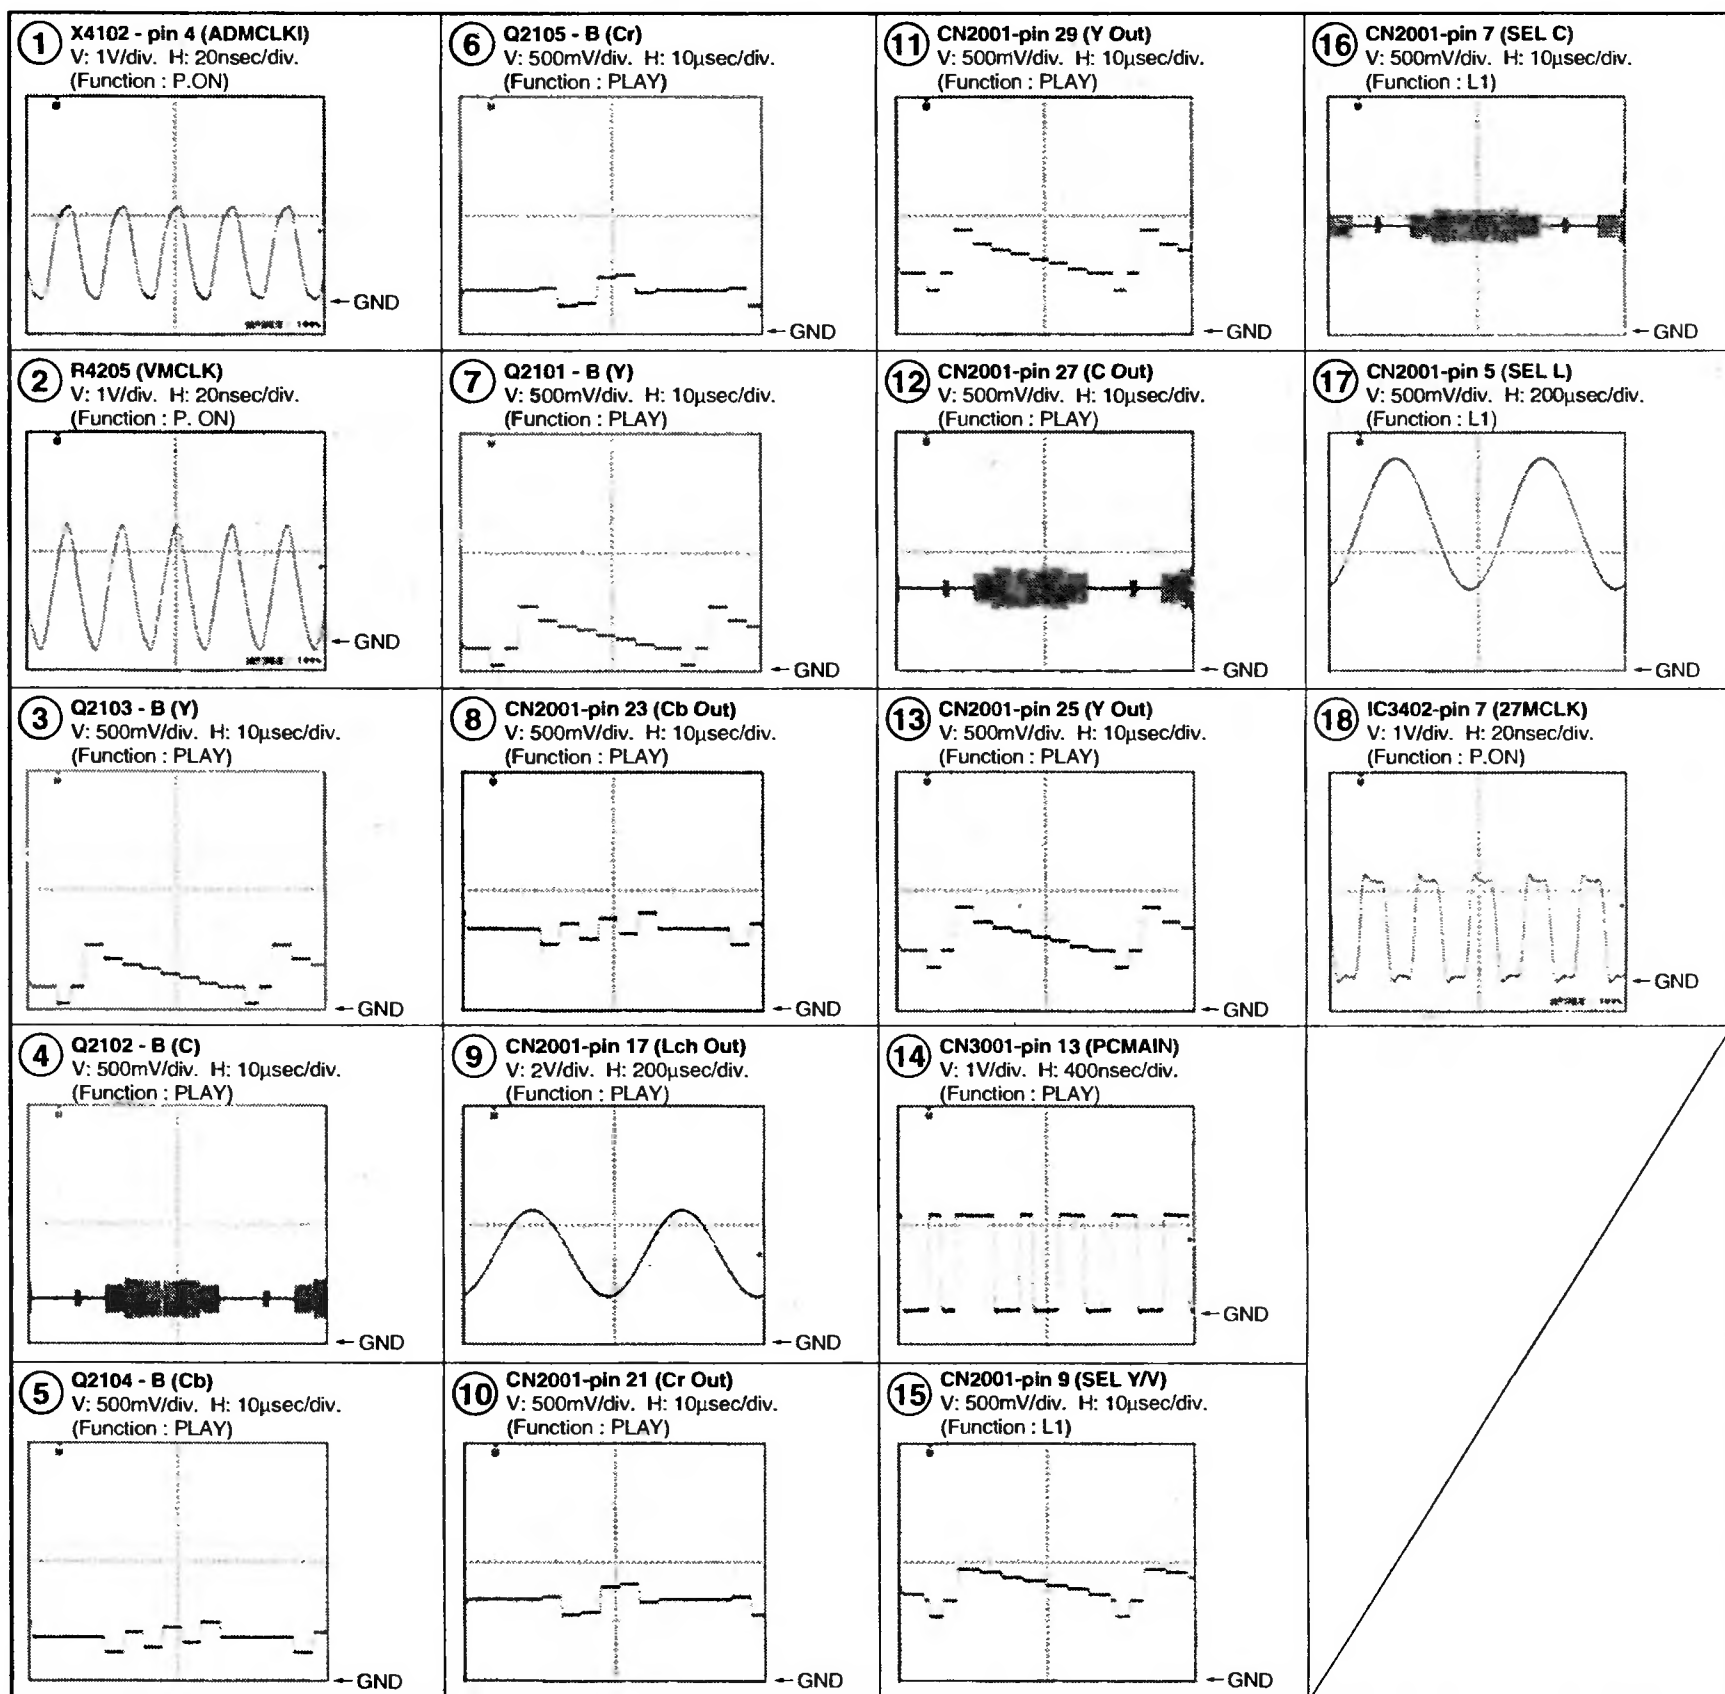 1 X4102 - pin 4 (ADMCLKI)
V: 1V/div. H: 20nsec/div.
(Function : P.ON)
← GND
2 R4205 (VMCLK)
V: 1V/div. H: 20nsec/div.
(Function : P. ON)
← GND
3 Q2103 - B (Y)
V: 500mV/div. H: 10µsec/div.
(Function : PLAY)
← GND
4 Q2102 - B (C)
V: 500mV/div. H: 10µsec/div.
(Function : PLAY)
← GND
5 Q2104 - B (Cb)
V: 500mV/div. H: 10µsec/div.
(Function : PLAY)
← GND
6 Q2105 - B (Cr)
V: 500mV/div. H: 10µsec/div.
(Function : PLAY)
← GND
7 Q2101 - B (Y)
V: 500mV/div. H: 10µsec/div.
(Function : PLAY)
← GND
8 CN2001-pin 23 (Cb Out)
V: 500mV/div. H: 10µsec/div.
(Function : PLAY)
← GND
9 CN2001-pin 17 (Lch Out)
V: 2V/div. H: 200µsec/div.
(Function : PLAY)
← GND
10 CN2001-pin 21 (Cr Out)
V: 500mV/div. H: 10µsec/div.
(Function : PLAY)
← GND
11 CN2001-pin 29 (Y Out)
V: 500mV/div. H: 10µsec/div.
(Function : PLAY)
← GND
12 CN2001-pin 27 (C Out)
V: 500mV/div. H: 10µsec/div.
(Function : PLAY)
← GND
13 CN2001-pin 25 (Y Out)
V: 500mV/div. H: 10µsec/div.
(Function : PLAY)
← GND
14 CN3001-pin 13 (PCMAIN)
V: 1V/div. H: 400nsec/div.
(Function : PLAY)
← GND
15 CN2001-pin 9 (SEL Y/V)
V: 500mV/div. H: 10µsec/div.
(Function : L1)
← GND
16 CN2001-pin 7 (SEL C)
V: 500mV/div. H: 10µsec/div.
(Function : L1)
← GND
17 CN2001-pin 5 (SEL L)
V: 500mV/div. H: 200µsec/div.
(Function : L1)
18 IC3402-pin 7 (27MCLK)
V: 1V/div. H: 20nsec/div.
(Function : P.ON)
← GND